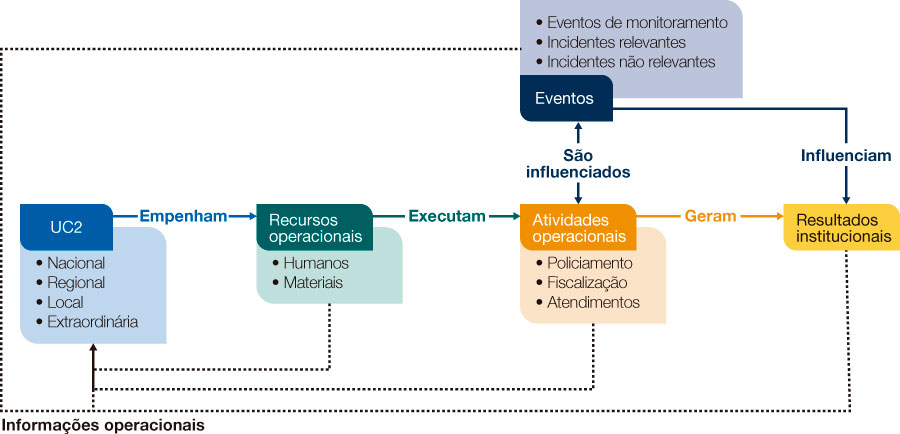 • Eventos de monitoramento
• Incidentes relevantes
• Incidentes não relevantes
Eventos
São
influenciados
Influenciam
UC2
Empenham
Recursos
operacionais
Executam
Atividades
operacionais
Geram
Resultados
institucionais
• Nacional
• Regional
• Local
• Extraordinária
• Humanos
• Materiais
• Policiamento
• Fiscalização
• Atendimentos
Informações operacionais